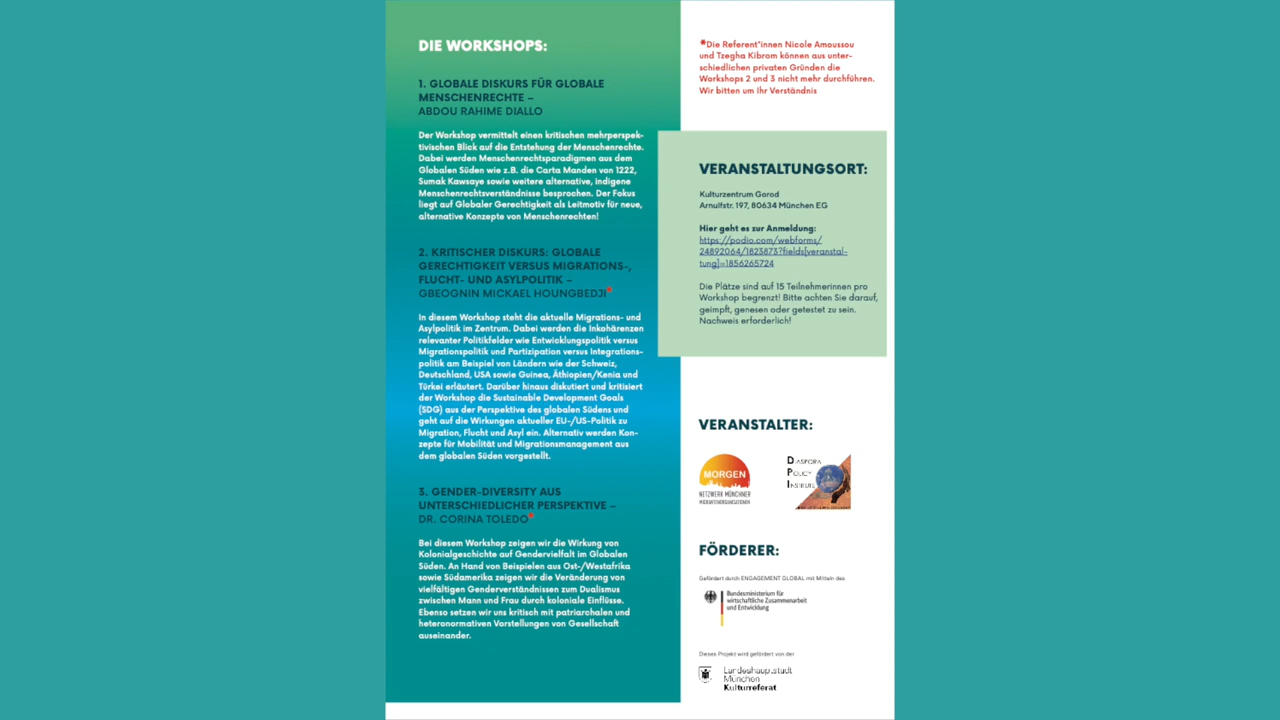 DIE WORKSHOPS:
1. GLOBALE DISKURS FÜR GLOBALE
MENSCHENRECHTE –
ABDOU RAHIME DIALLO
Der Workshop vermittelt einen kritischen mehrperspek-
tivischen Blick auf die Entstehung der Menschenrechte.
Dabei werden Menschenrechtsparadigmen aus dem
Globalen Süden wie z.B. die Carta Manden von 1222,
Sumak Kawsaye sowie weitere alternative, indigene
Menschenrechtsverständnisse besprochen. Der Fokus
liegt auf Globaler Gerechtigkeit als Leitmotiv für neue,
alternative Konzepte von Menschenrechten!
2. KRITISCHER DISKURS: GLOBALE
GERECHTIGKEIT VERSUS MIGRATIONS-,
FLUCHT- UND ASYLPOLITIK –
GBEOGNIN MICKAEL HOUNGBEDJI*
In diesem Workshop steht die aktuelle Migrations- und
Asylpolitik im Zentrum. Dabei werden die Inkohärenzen
relevanter Politikfelder wie Entwicklungspolitik versus
Migrationspolitik und Partizipation versus Integrations-
politik am Beispiel von Ländern wie der Schweiz,
Deutschland, USA sowie Guinea, Äthiopien/Kenia und
Türkei erläutert. Darüber hinaus diskutiert und kritisiert
der Workshop die Sustainable Development Goals
(SDG) aus der Perspektive des globalen Südens und
geht auf die Wirkungen aktueller EU-/US-Politik zu
Migration, Flucht und Asyl ein. Alternativ werden Kon-
zepte für Mobilität und Migrationsmanagement aus
dem globalen Süden vorgestellt.
3. GENDER-DIVERSITY AUS
UNTERSCHIEDLICHER PERSPEKTIVE –
DR. CORINA TOLEDO*
Bei diesem Workshop zeigen wir die Wirkung von
Kolonialgeschichte auf Gendervielfalt im Globalen
Süden. An Hand von Beispielen aus Ost-/Westafrika
sowie Südamerika zeigen wir die Veränderung von
vielfältigen Genderverständnissen zum Dualismus
zwischen Mann und Frau durch koloniale Einflüsse.
Ebenso setzen wir uns kritisch mit patriarchalen und
heteronormativen Vorstellungen von Gesellschaft
auseinander.
*Die Referent*innen Nicole Amoussou
und Tzegha Kibrom können aus unter-
schiedlichen privaten Gründen die
Workshops 2 und 3 nicht mehr durchführen.
Wir bitten um Ihr Verständnis
VERANSTALTUNGSORT:
Kulturzentrum Gorod
Arnulfstr. 197, 80634 München EG
Hier geht es zur Anmeldung:
https://podio.com/webforms/
24892064/1823873?fields[veranstal-
tung]=1856265724
Die Plätze sind auf 15 Teilnehmerinnen pro
Workshop begrenzt! Bitte achten Sie darauf,
geimpft, genesen oder getestet zu sein.
Nachweis erforderlich!
VERANSTALTER:
MORGEN
NETZWERK MÜNCHNER
MIGRANTENORGANISATIONEN
DIASPORA
POLICY
INSTITUTE
FÖRDERER:
Gefördert durch ENGAGEMENT GLOBAL mit Mitteln des
Bundesministerium für
wirtschaftliche Zusammenarbeit
und Entwicklung
Dieses Projekt wird gefördert von der
Landeshauptstadt
München
Kulturreferat